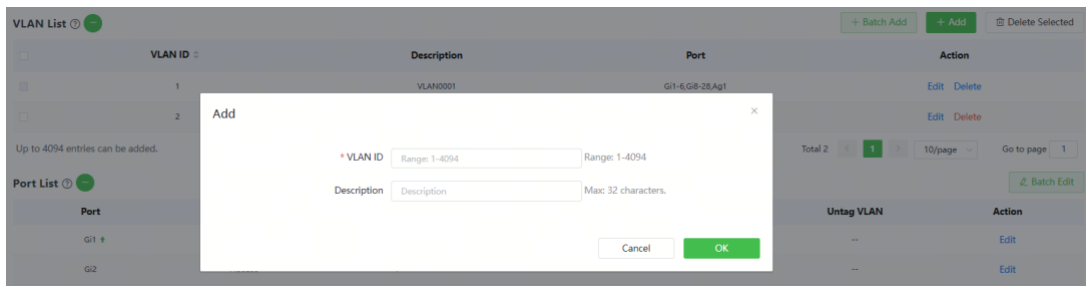 VLAN List
+ Batch Add
+ Add
Delete Selected
VLAN ID
Description
Port
Action
1
VLAN0001
Gi1-6,Gi8-28,Ag1
Edit Delete
2
Edit Delete
Add
* VLAN ID
Range: 1-4094
Range: 1-4094
Description
Description
Max: 32 characters.
Cancel
OK
Up to 4094 entries can be added.
Total 2
1
10/page
Go to page 1
Port List
Batch Edit
Port
Untag VLAN
Action
Gi1
--
Edit
Gi2
--
Edit